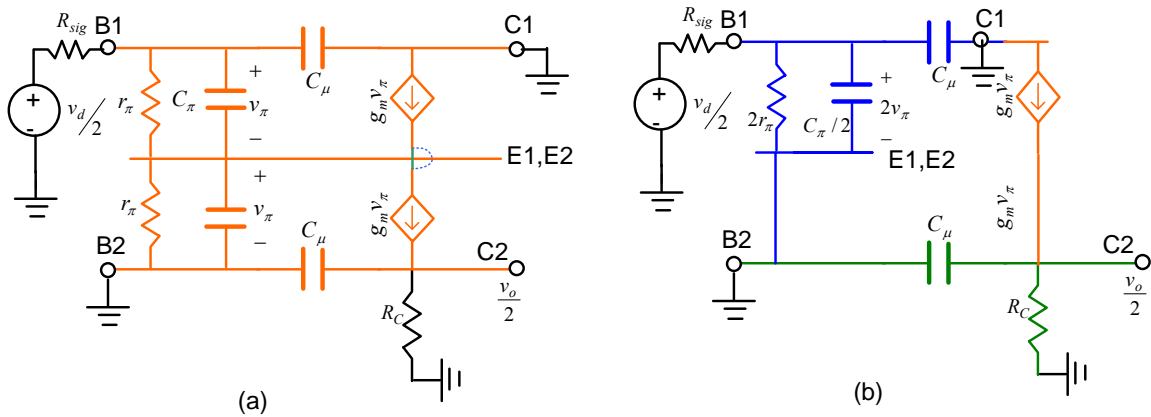 R_sig
B1
C1
+
C_μ
+
-
v_d/2
r_π
C_π
v_π
−
g_m v_π
E1,E2
r_π
+
v_π
−
g_m v_π
B2
C_μ
C2
v_o/2
R_C
(a)
R_sig
B1
C1
C_μ
+
-
v_d/2
2r_π
C_π/2
+
2v_π
−
g_m v_π
E1,E2
g_m v_π
B2
C_μ
C2
v_o/2
R_C
(b)